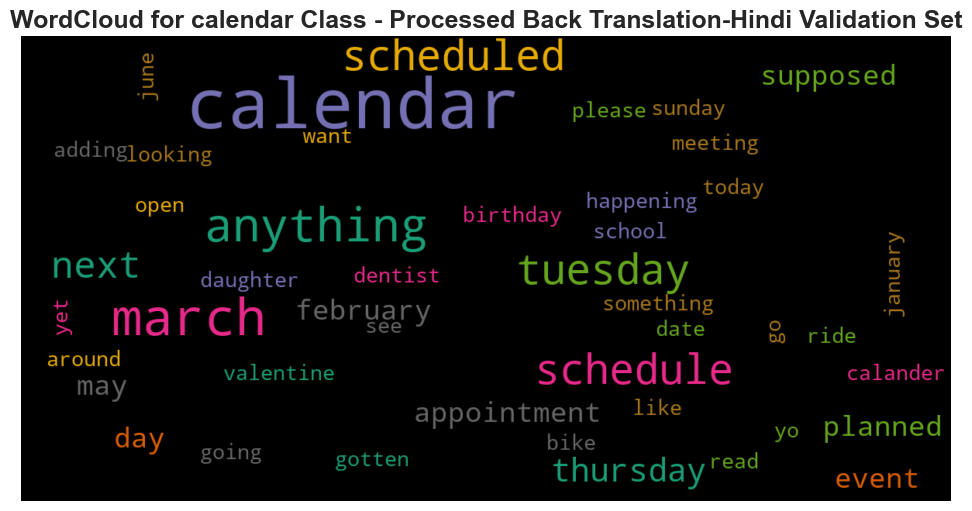 WordCloud for calendar Class - Processed Back Translation-Hindi Validation Set
scheduled
june
supposed
calendar
please
sunday
want
meeting
adding
looking
today
open
happening
anything
birthday
school
next
tuesday
daughter
dentist
january
something
february
march
yet
see
date
go
ride
around
valentine
schedule
calander
may
like
appointment
day
yo
planned
bike
going
gotten
thursday
read
event